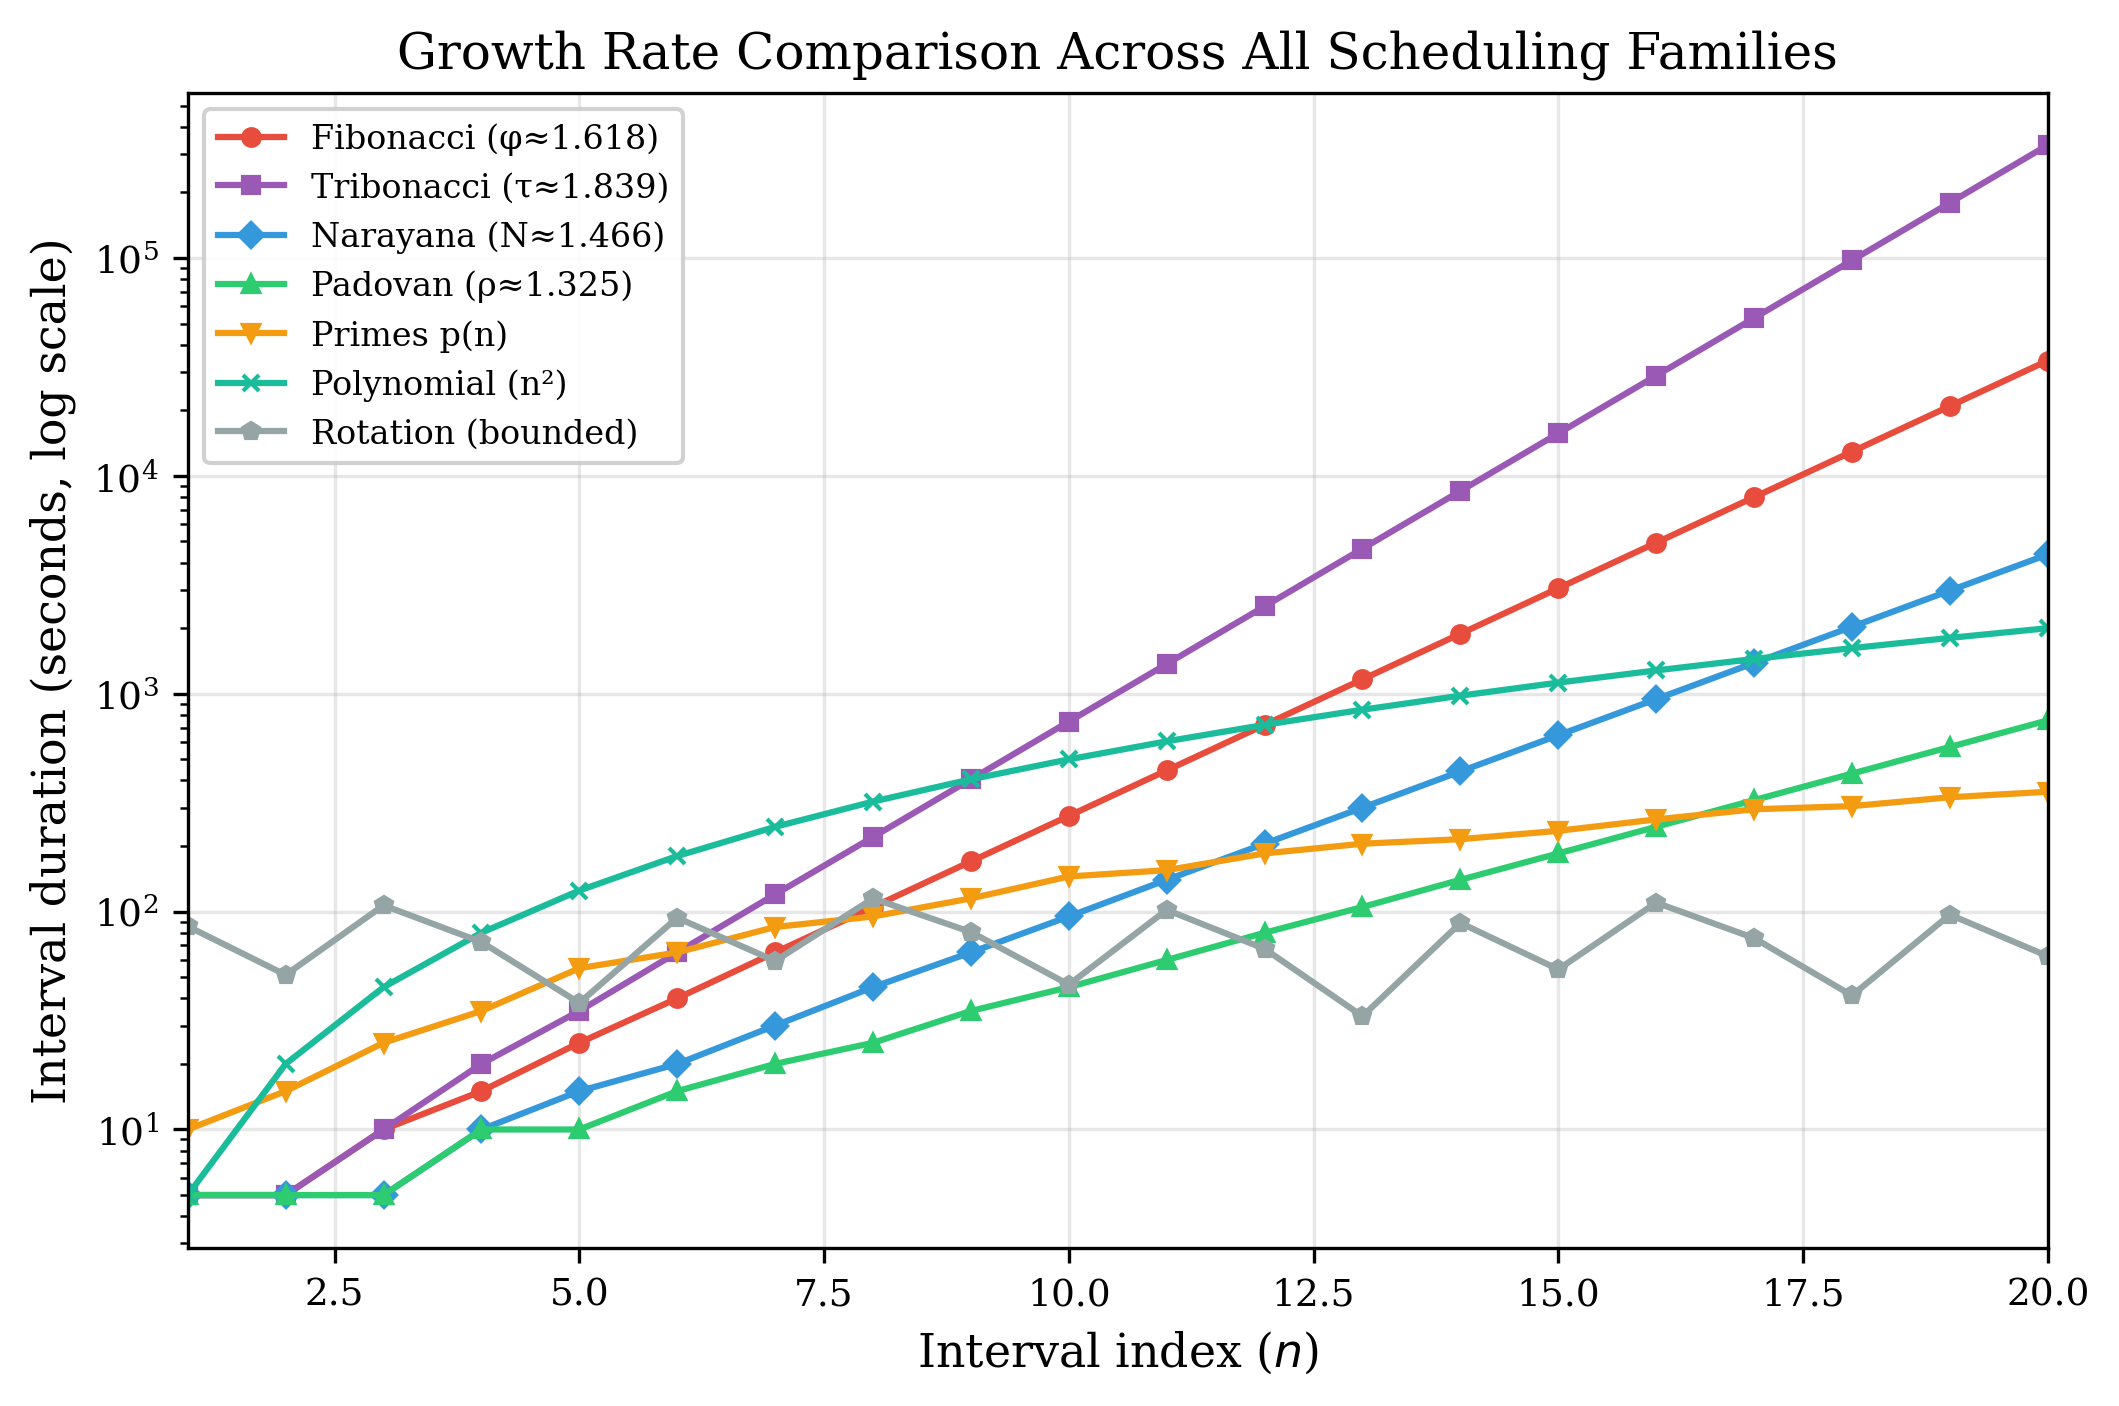 Growth Rate Comparison Across All Scheduling Families
Fibonacci (φ≈1.618)
Tribonacci (τ≈1.839)
Narayana (N≈1.466)
Padovan (ρ≈1.325)
Primes p(n)
Polynomial (n²)
Rotation (bounded)
Interval duration (seconds, log scale)
10⁵
10⁴
10³
10²
10¹
2.5 5.0 7.5 10.0 12.5 15.0 17.5 20.0
Interval index (n)